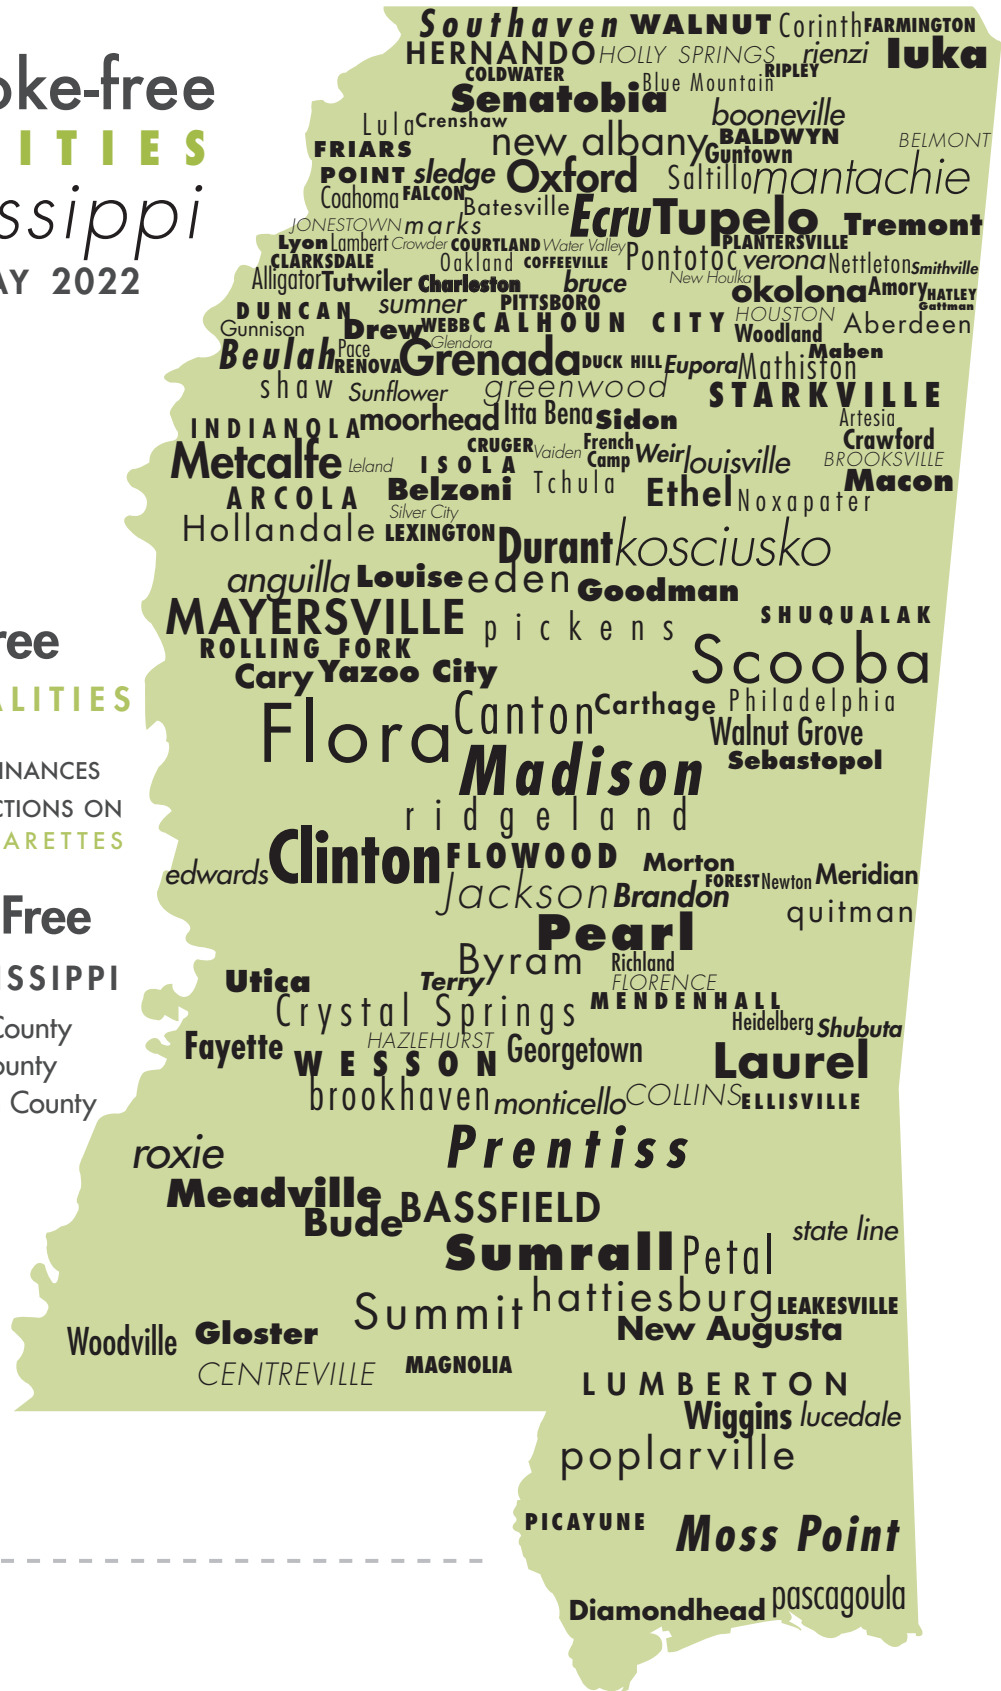 oke-free
ITIES
ssippi
AY 2022
ree
ALITIES
INANCES
CTIONS ON
ARETTES
Free
ISSIPPI
County
ounty
County
Southaven WALNUT Corinth FARMINGTON
HERNANDO HOLLY SPRINGS rienzi Iuka
COLDWATER Blue Mountain RIPLEY
Senatobia booneville
Lula Crenshaw new albany BALDWYN BELMONT
FRIARS POINT sledge Oxford Guntown Saltillo mantachie
Coahoma FALCON Batesville Ecru Tupelo Tremont
JONESTOWN marks PLANTERSVILLE
Lyon Lambert Crowder COURTLAND Water Valley Pontotoc verona Nettleton Smithville
CLARKSDALE Oakland COFFEEVILLE New Houlka
Alligator Tutwiler Charleston bruce okolona Amory HATLEY
DUNCAN sumner PITTSBORO HOUSTON Gattman
Gunnison Drew WEBB CALHOUN CITY Woodland Aberdeen
Beulah Pace Glendora Grenada DUCK HILL Eupora Mathiston Maben
RENOVA
shaw Sunflower greenwood STARKVILLE
INDIANOLA moorhead Itta Bena Sidon Artesia
CRUGER Vaiden French Camp Weir louisville Crawford
Metcalfe Leland ISOLA BROOKSVILLE
ARCOLA Belzoni Tchula Ethel Noxapater Macon
Hollandale Silver City LEXINGTON Durant kosciusko
anguilla Louise eden Goodman
MAYERSVILLE pickens SHUQUALAK
ROLLING FORK Scooba
Cary Yazoo City
Flora Canton Carthage Philadelphia
Walnut Grove
Madison Sebastopol
ridgeland
edwards Clinton FLOWOOD Morton
Jackson Brandon FOREST Newton Meridian
Pearl quitman
Utica Terry Byram Richland
FLORENCE
Crystal Springs MENDENHALL
Fayette HAZLEHURST Georgetown Heidelberg Shubuta
WESSON Laurel
brookhaven monticello COLLINS ELLISVILLE
roxie Prentiss
Meadville
Bude BASSFIELD
Sumrall Petal state line
Summit hattiesburg LEAKESVILLE
Woodville Gloster New Augusta
CENTREVILLE MAGNOLIA
LUMBERTON
Wiggins lucedale
poplarville
PICAYUNE Moss Point
Diamondhead pascagoula